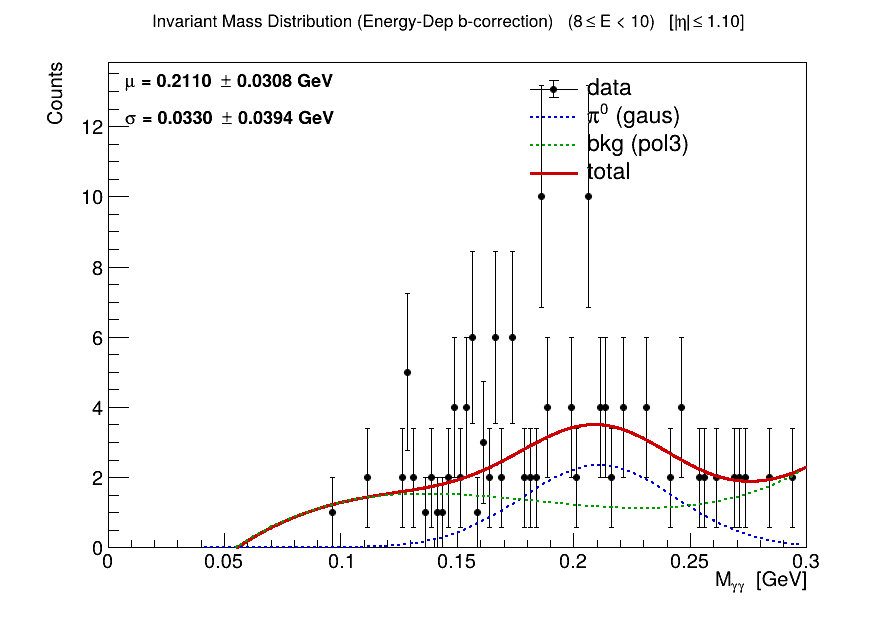 Invariant Mass Distribution (Energy-Dep b-correction) (8 ≤ E < 10) [|η| ≤ 1.10]
Counts
μ = 0.2110 ± 0.0308 GeV
σ = 0.0330 ± 0.0394 GeV
data
π⁰ (gaus)
bkg (pol3)
total
12
10
8
6
4
2
0
0 0.05 0.1 0.15 0.2 0.25 0.3
Mγγ [GeV]